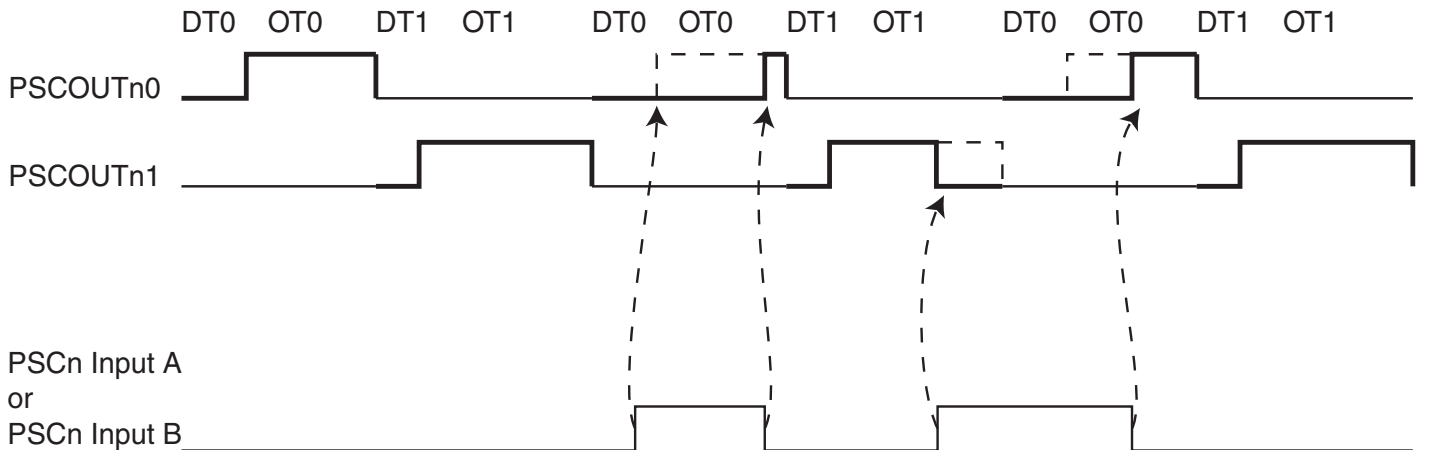 DT0 OT0 DT1 OT1 DT0 OT0 DT1 OT1 DT0 OT0 DT1 OT1
PSCOUTn0
PSCOUTn1
PSCn Input A
or
PSCn Input B